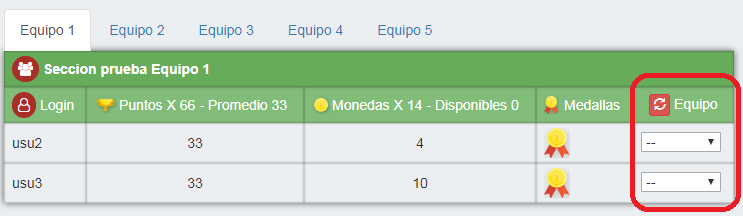 Equipo 1 Equipo 2 Equipo 3 Equipo 4 Equipo 5
Seccion prueba Equipo 1
Login Puntos X 66 - Promedio 33 Monedas X 14 - Disponibles 0 Medallas Equipo
usu2 33 4 --
usu3 33 10 --